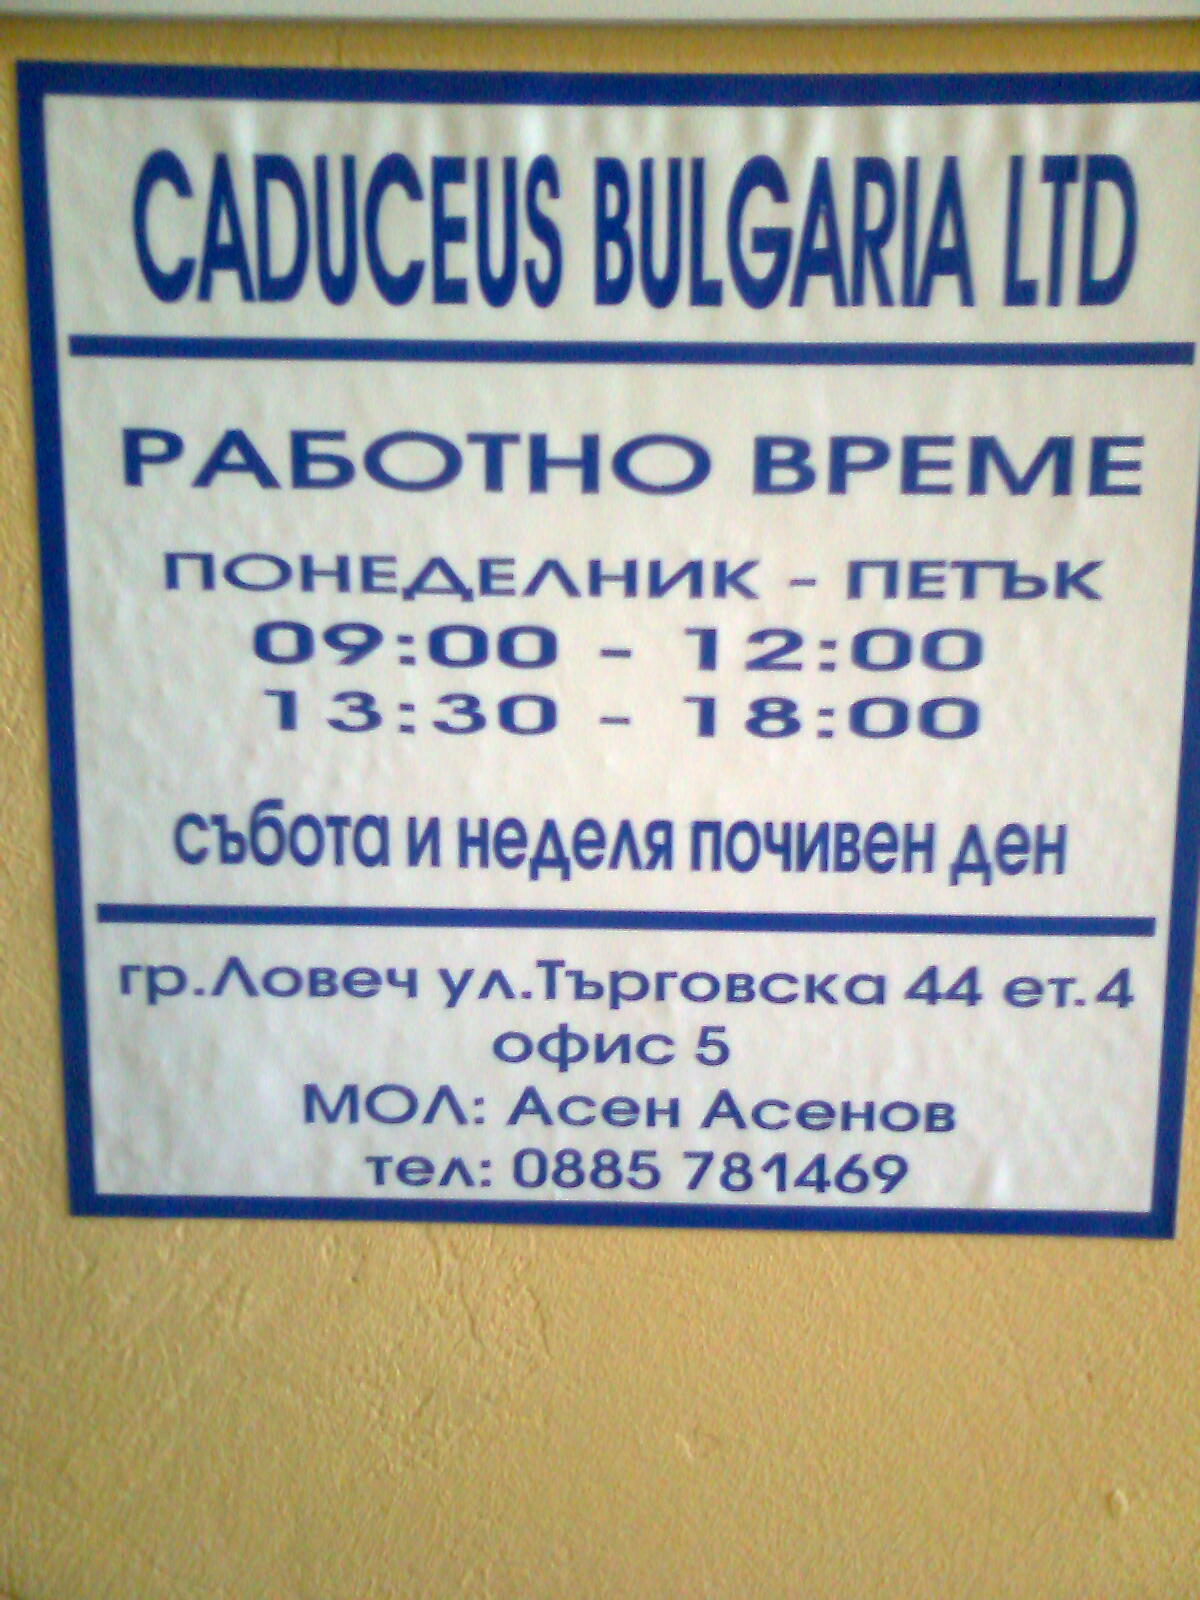 CADUCEUS BULGARIA LTD
РАБОТНО ВРЕМЕ
ПОНЕДЕЛНИК - ПЕТЪК
09:00 - 12:00
13:30 - 18:00
събота и неделя почивен ден
гр.Ловеч ул.Търговска 44 ет.4
офис 5
МОЛ: Асен Асенов
тел: 0885 781469